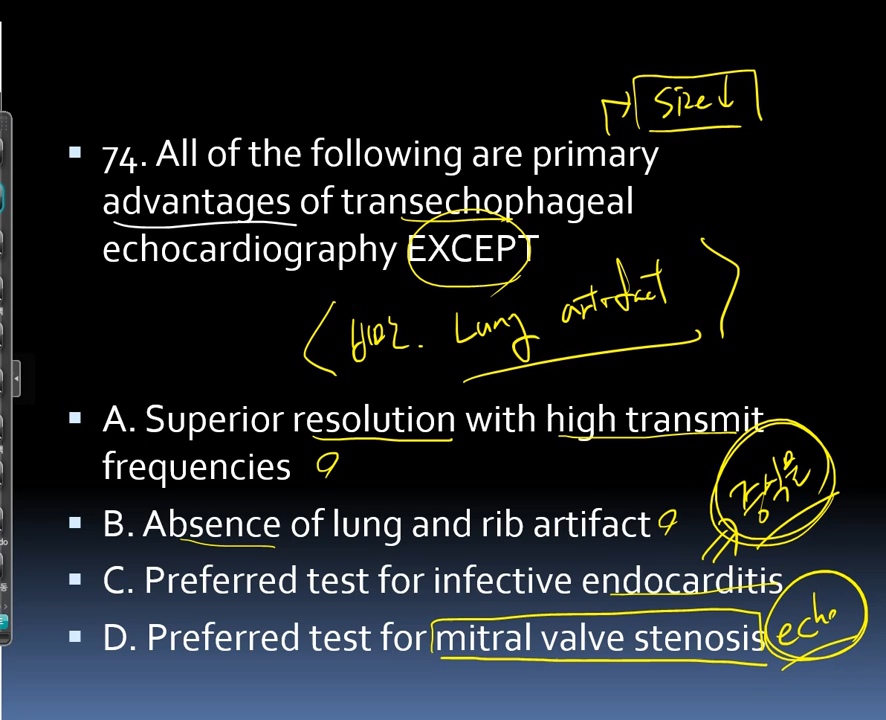 Size↓
74. All of the following are primary
advantages of transechophageal
echocardiography EXCEPT
Lung artifact
A. Superior resolution with high transmit
frequencies
B. Absence of lung and rib artifact
C. Preferred test for infective endocarditis
D. Preferred test for mitral valve stenosis echo